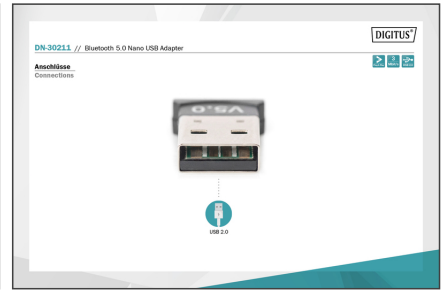 DIGITUS®
DN-30211 // Bluetooth 5.0 Nano USB Adapter
Anschlüsse
Connections
V5.0
USB 2.0